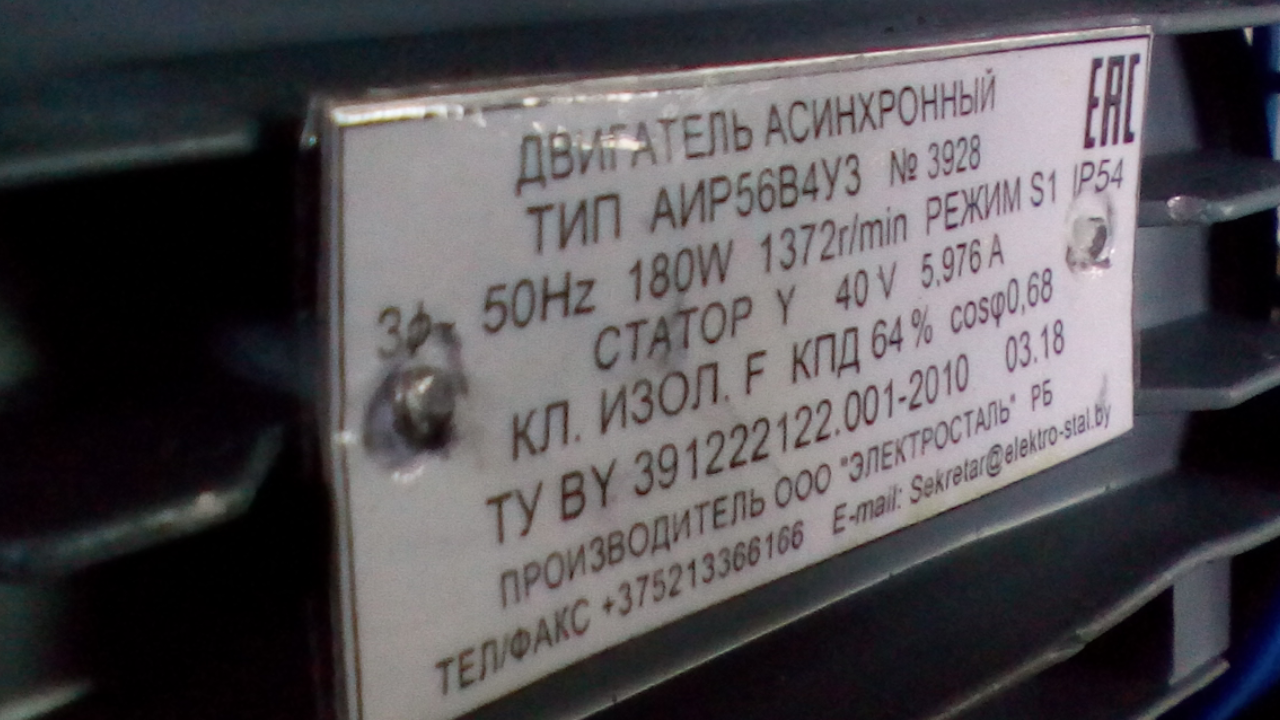 EAC
ДВИГАТЕЛЬ АСИНХРОННЫЙ
ТИП АИР56В4У3 № 3928
3ф~ 50Hz 180W 1372r/min РЕЖИМ S1 IP54
СТАТОР Y 40 V 5,976 A
КЛ. ИЗОЛ. F КПД 64 % cosφ0,68
ТУ BY 391222122.001-2010 03.18
ПРОИЗВОДИТЕЛЬ ООО "ЭЛЕКТРОСТАЛЬ" РБ
ТЕЛ/ФАКС +375213366166 E-mail: Sekretar@elektro-stal.by